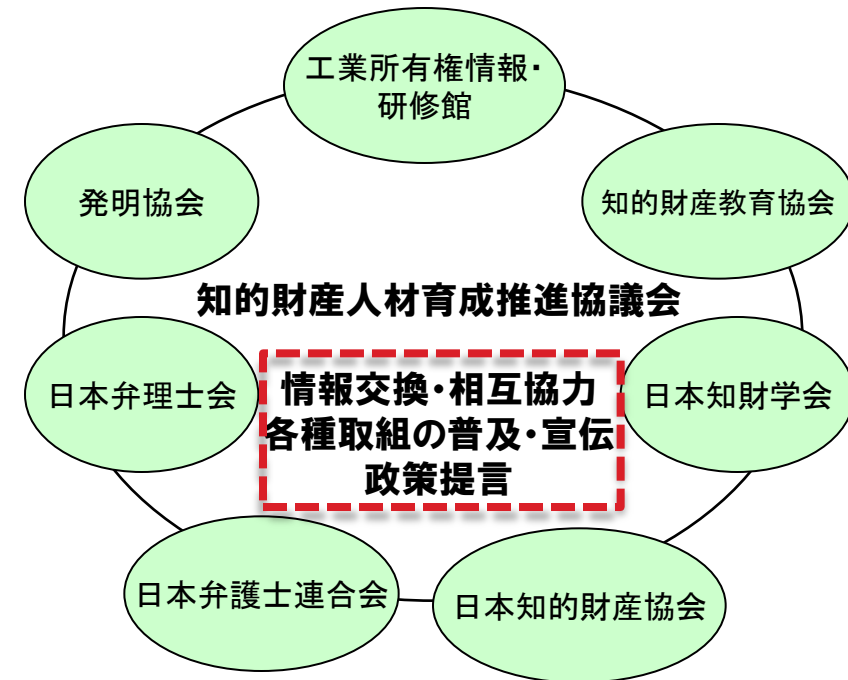 工業所有権情報・
研修館
発明協会
知的財産教育協会
知的財産人材育成推進協議会
日本弁理士会
情報交換・相互協力
各種取組の普及・宣伝
政策提言
日本知財学会
日本弁護士連合会
日本知的財産協会